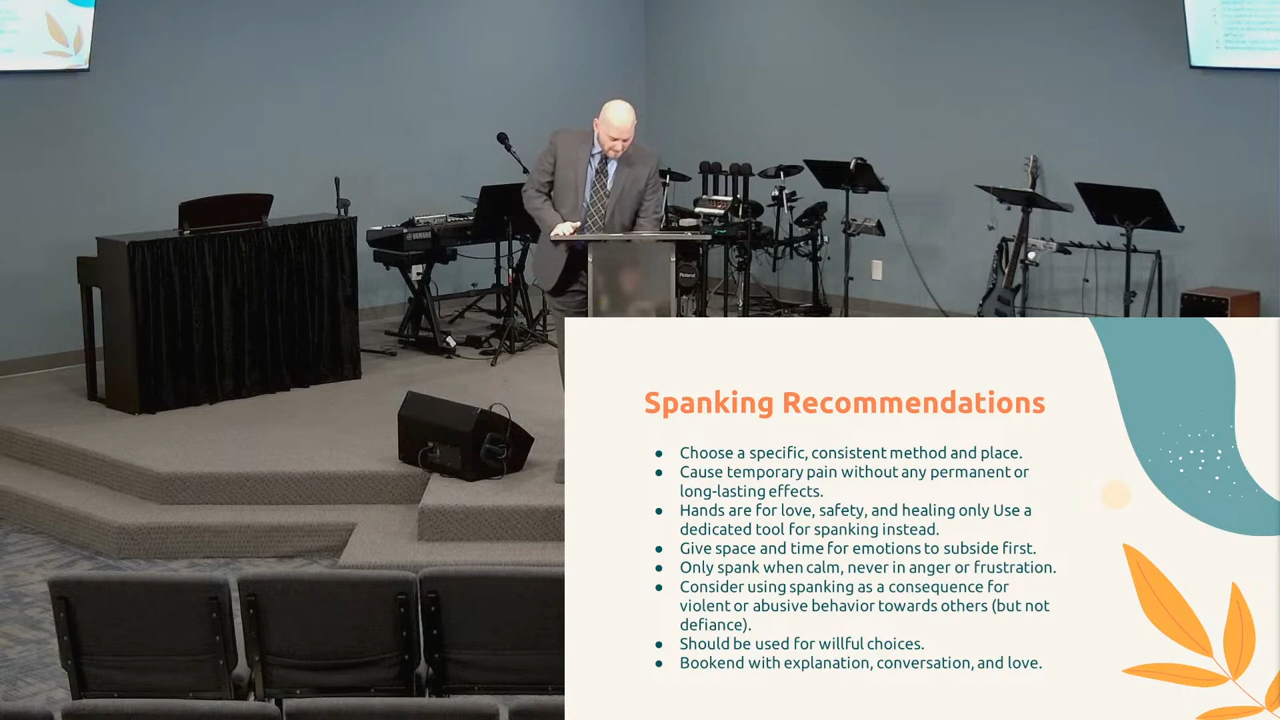 YAMAHA
Roland
Spanking Recommendations
● Choose a specific, consistent method and place.
● Cause temporary pain without any permanent or
long-lasting effects.
● Hands are for love, safety, and healing only Use a
dedicated tool for spanking instead.
● Give space and time for emotions to subside first.
● Only spank when calm, never in anger or frustration.
● Consider using spanking as a consequence for
violent or abusive behavior towards others (but not
defiance).
● Should be used for willful choices.
● Bookend with explanation, conversation, and love.